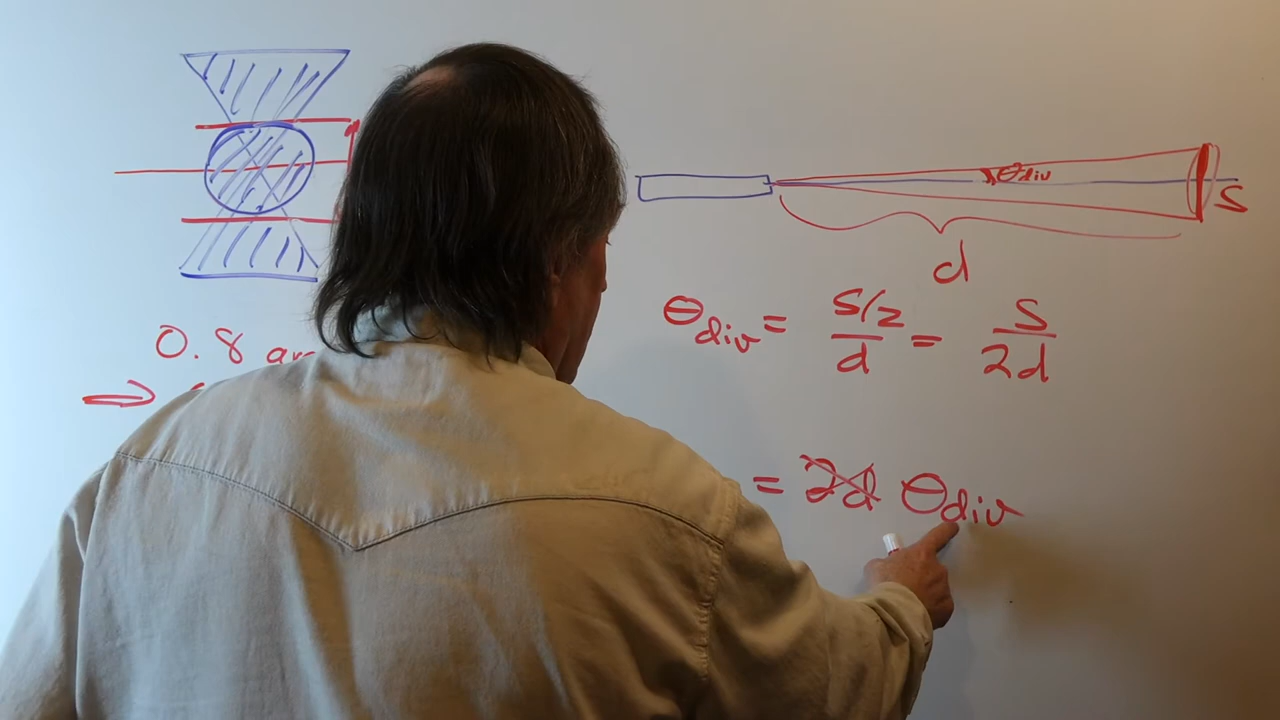 θdiv
S
d
θdiv = S/2 / d = S / 2d
0.8
⇒
= 2d θdiv